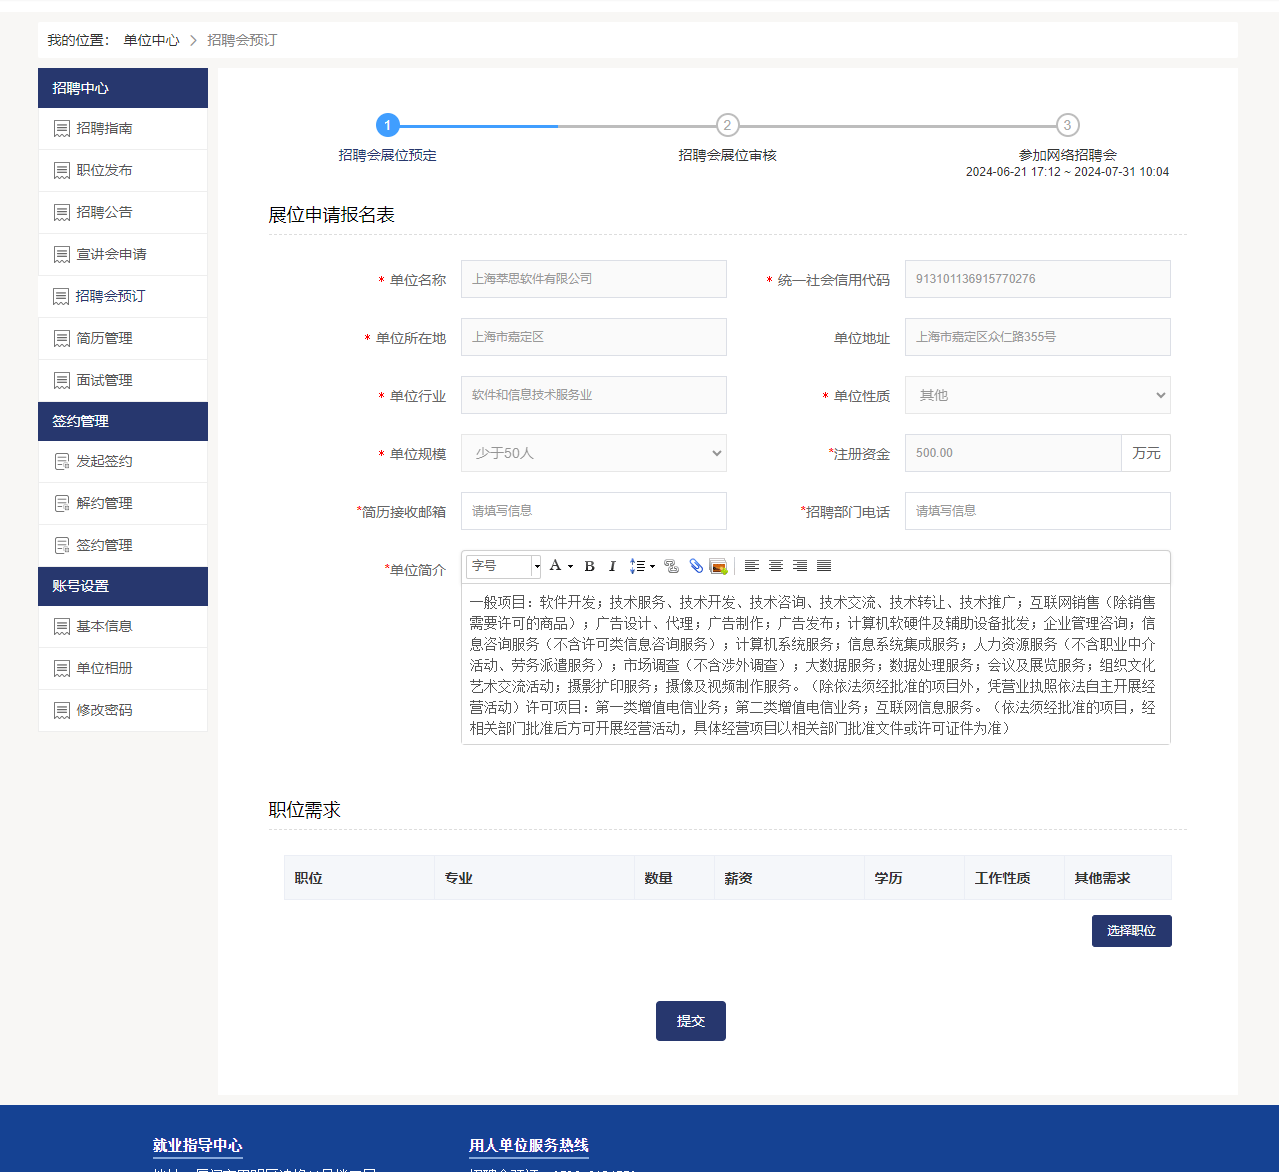 我的位置： 单位中心 > 招聘会预订
招聘中心
招聘指南
职位发布
招聘公告
宣讲会申请
招聘会预订
简历管理
面试管理
签约管理
发起签约
解约管理
签约管理
账号设置
基本信息
单位相册
修改密码
1 2 3
招聘会展位预定 招聘会展位审核 参加网络招聘会
2024-06-21 17:12 ~ 2024-07-31 10:04
展位申请报名表
* 单位名称 上海萃思软件有限公司 * 统一社会信用代码 913101136915770276
* 单位所在地 上海市嘉定区 单位地址 上海市嘉定区众仁路355号
* 单位行业 软件和信息技术服务业 * 单位性质 其他
* 单位规模 少于50人 *注册资金 500.00 万元
*简历接收邮箱 请填写信息 *招聘部门电话 请填写信息
*单位简介 字号 A B I
一般项目：软件开发；技术服务、技术开发、技术咨询、技术交流、技术转让、技术推广；互联网销售（除销售
需要许可的商品）；广告设计、代理；广告制作；广告发布；计算机软硬件及辅助设备批发；企业管理咨询；信
息咨询服务（不含许可类信息咨询服务）；计算机系统服务；信息系统集成服务；人力资源服务（不含职业中介
活动、劳务派遣服务）；市场调查（不含涉外调查）；大数据服务；数据处理服务；会议及展览服务；组织文化
艺术交流活动；摄影扩印服务；摄像及视频制作服务。（除依法须经批准的项目外，凭营业执照依法自主开展经
营活动）许可项目：第一类增值电信业务；第二类增值电信业务；互联网信息服务。（依法须经批准的项目，经
相关部门批准后方可开展经营活动，具体经营项目以相关部门批准文件或许可证件为准）
职位需求
职位 专业 数量 薪资 学历 工作性质 其他需求
选择职位
提交
就业指导中心 用人单位服务热线